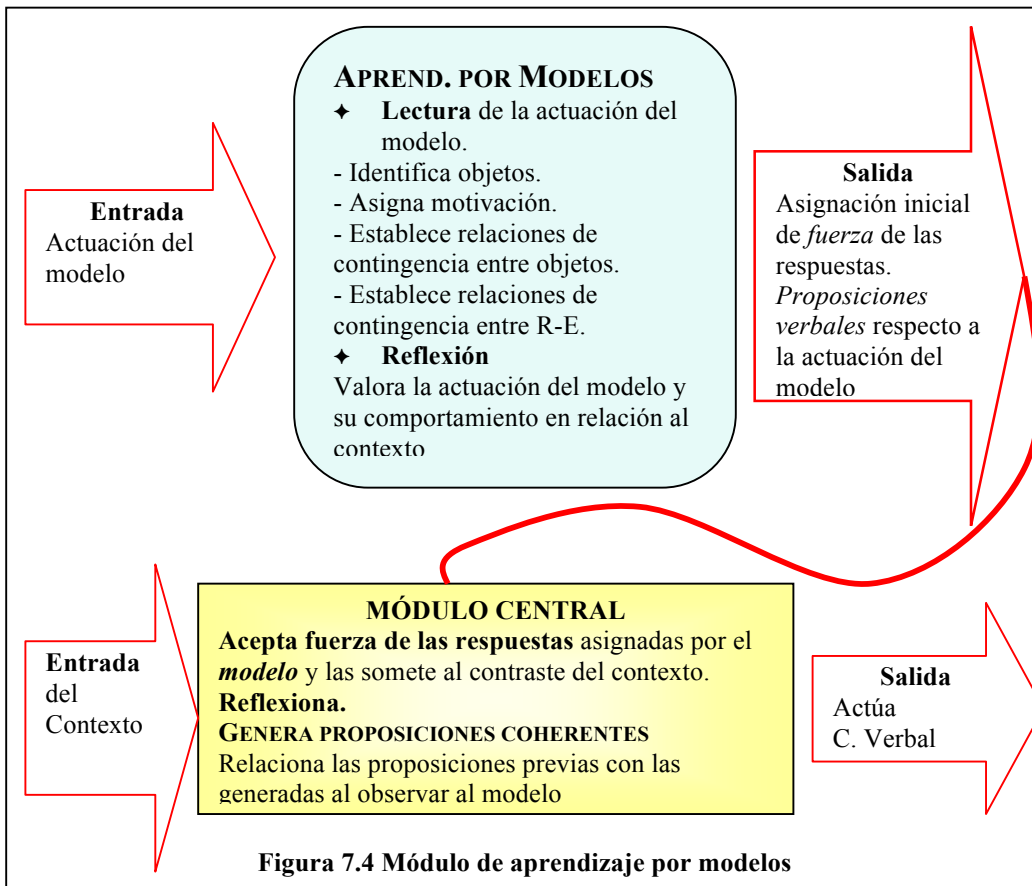 Entrada
Actuación del
modelo
APREND. POR MODELOS
✦ Lectura de la actuación del
modelo.
- Identifica objetos.
- Asigna motivación.
- Establece relaciones de
contingencia entre objetos.
- Establece relaciones de
contingencia entre R-E.
✦ Reflexión
Valora la actuación del modelo y
su comportamiento en relación al
contexto
Salida
Asignación inicial
de fuerza de las
respuestas.
Proposiciones
verbales respecto a
la actuación del
modelo
Entrada
del
Contexto
MÓDULO CENTRAL
Acepta fuerza de las respuestas asignadas por el
modelo y las somete al contraste del contexto.
Reflexiona.
GENERA PROPOSICIONES COHERENTES
Relaciona las proposiciones previas con las
generadas al observar al modelo
Salida
Actúa
C. Verbal
Figura 7.4 Módulo de aprendizaje por modelos